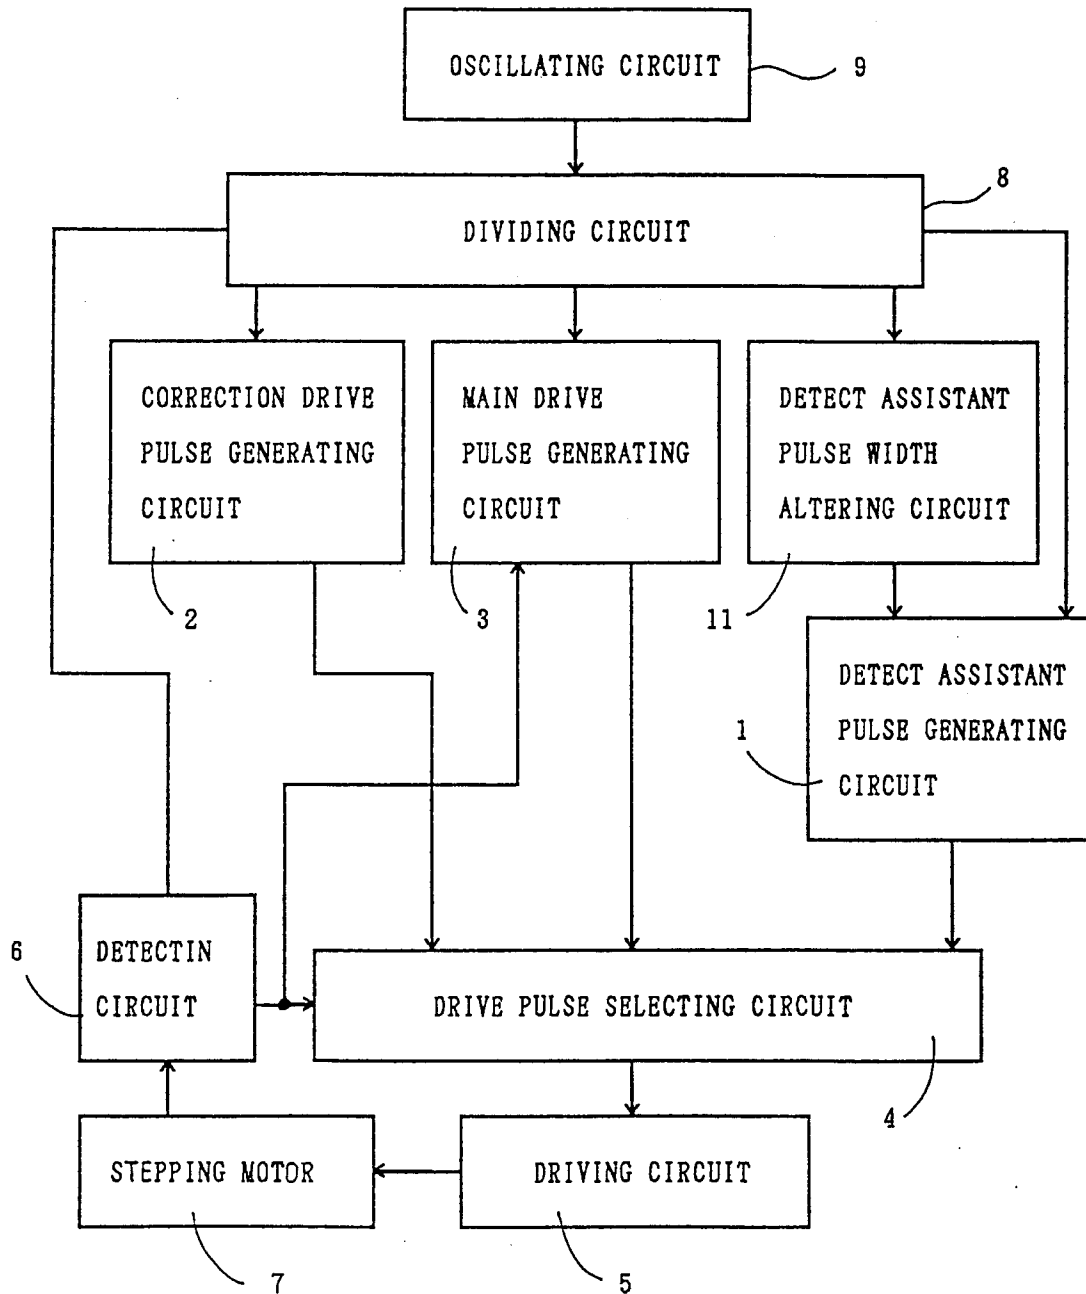 OSCILLATING CIRCUIT
9
8
DIVIDING CIRCUIT
CORRECTION DRIVE
PULSE GENERATING
CIRCUIT
2
MAIN DRIVE
PULSE GENERATING
CIRCUIT
3
DETECT ASSISTANT
PULSE WIDTH
ALTERING CIRCUIT
11
DETECT ASSISTANT
PULSE GENERATING
CIRCUIT
1
6
DETECTIN
CIRCUIT
DRIVE PULSE SELECTING CIRCUIT
4
STEPPING MOTOR
7
DRIVING CIRCUIT
5